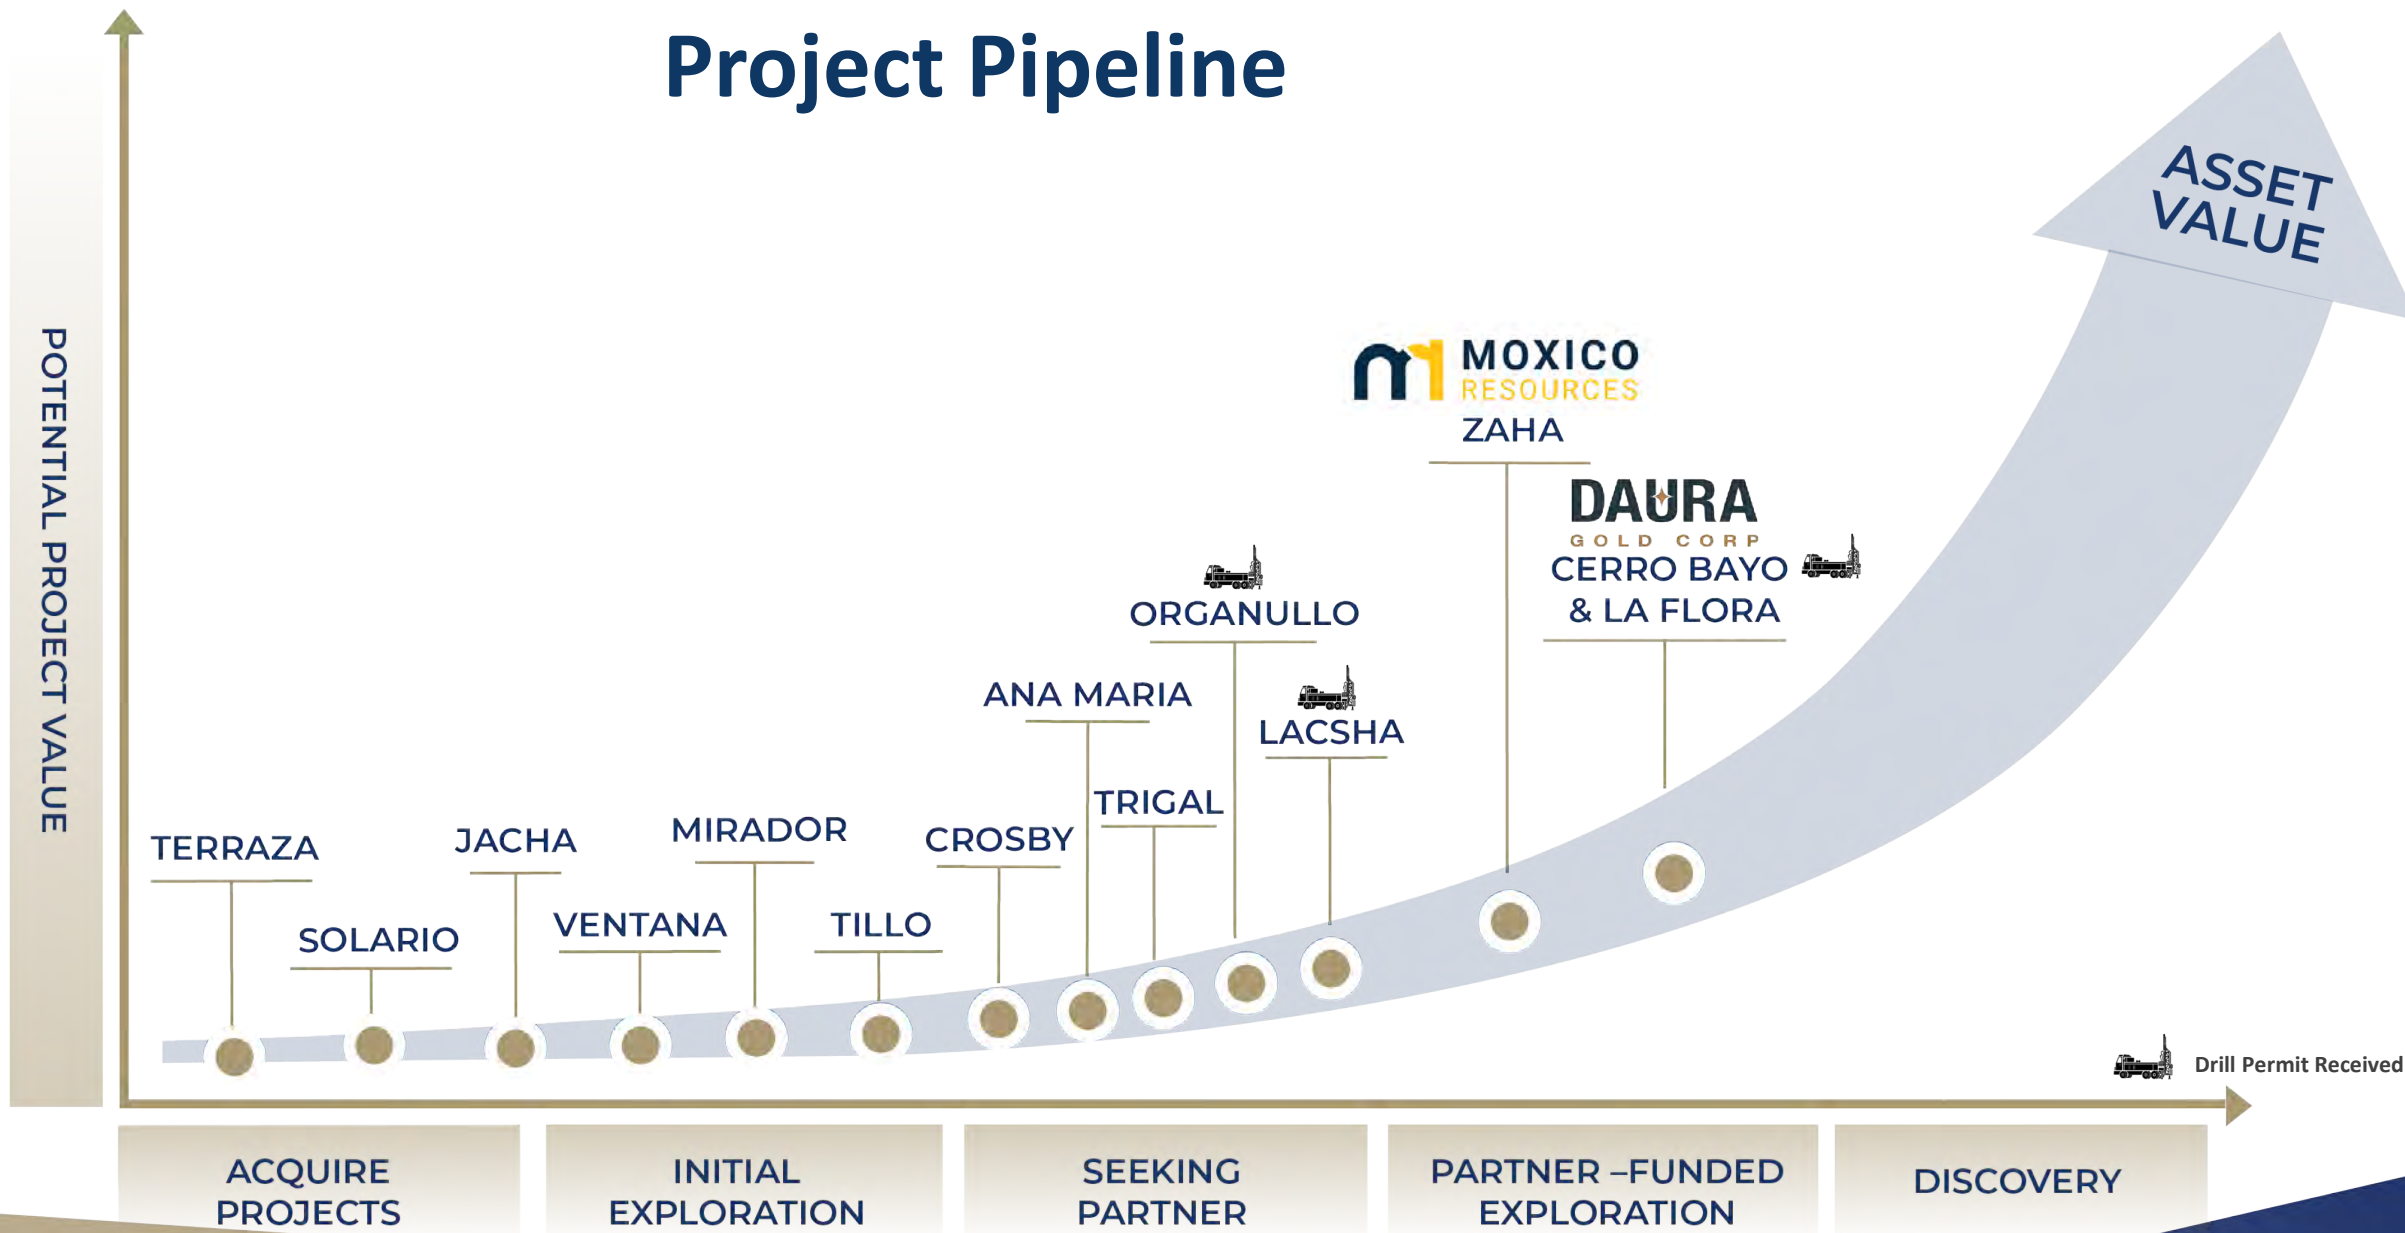 Project Pipeline
ASSET
VALUE
POTENTIAL PROJECT VALUE
MOXICO
RESOURCES
ZAHA
DAURA
GOLD CORP
CERRO BAYO
& LA FLORA
ORGANULLO
LACSHA
ANA MARIA
TRIGAL
CROSBY
MIRADOR
TILLO
JACHA
VENTANA
TERRAZA
SOLARIO
Drill Permit Received
ACQUIRE
PROJECTS
INITIAL
EXPLORATION
SEEKING
PARTNER
PARTNER –FUNDED
EXPLORATION
DISCOVERY